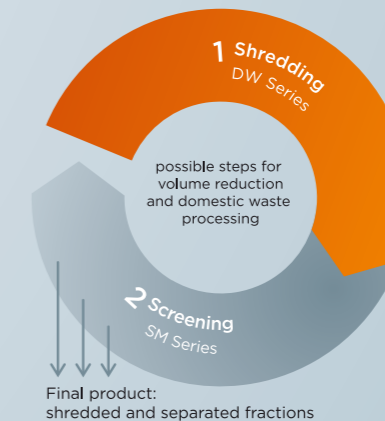 1 Shredding
DW Series
possible steps for
volume reduction
and domestic waste
processing
2 Screening
SM Series
Final product:
shredded and separated fractions